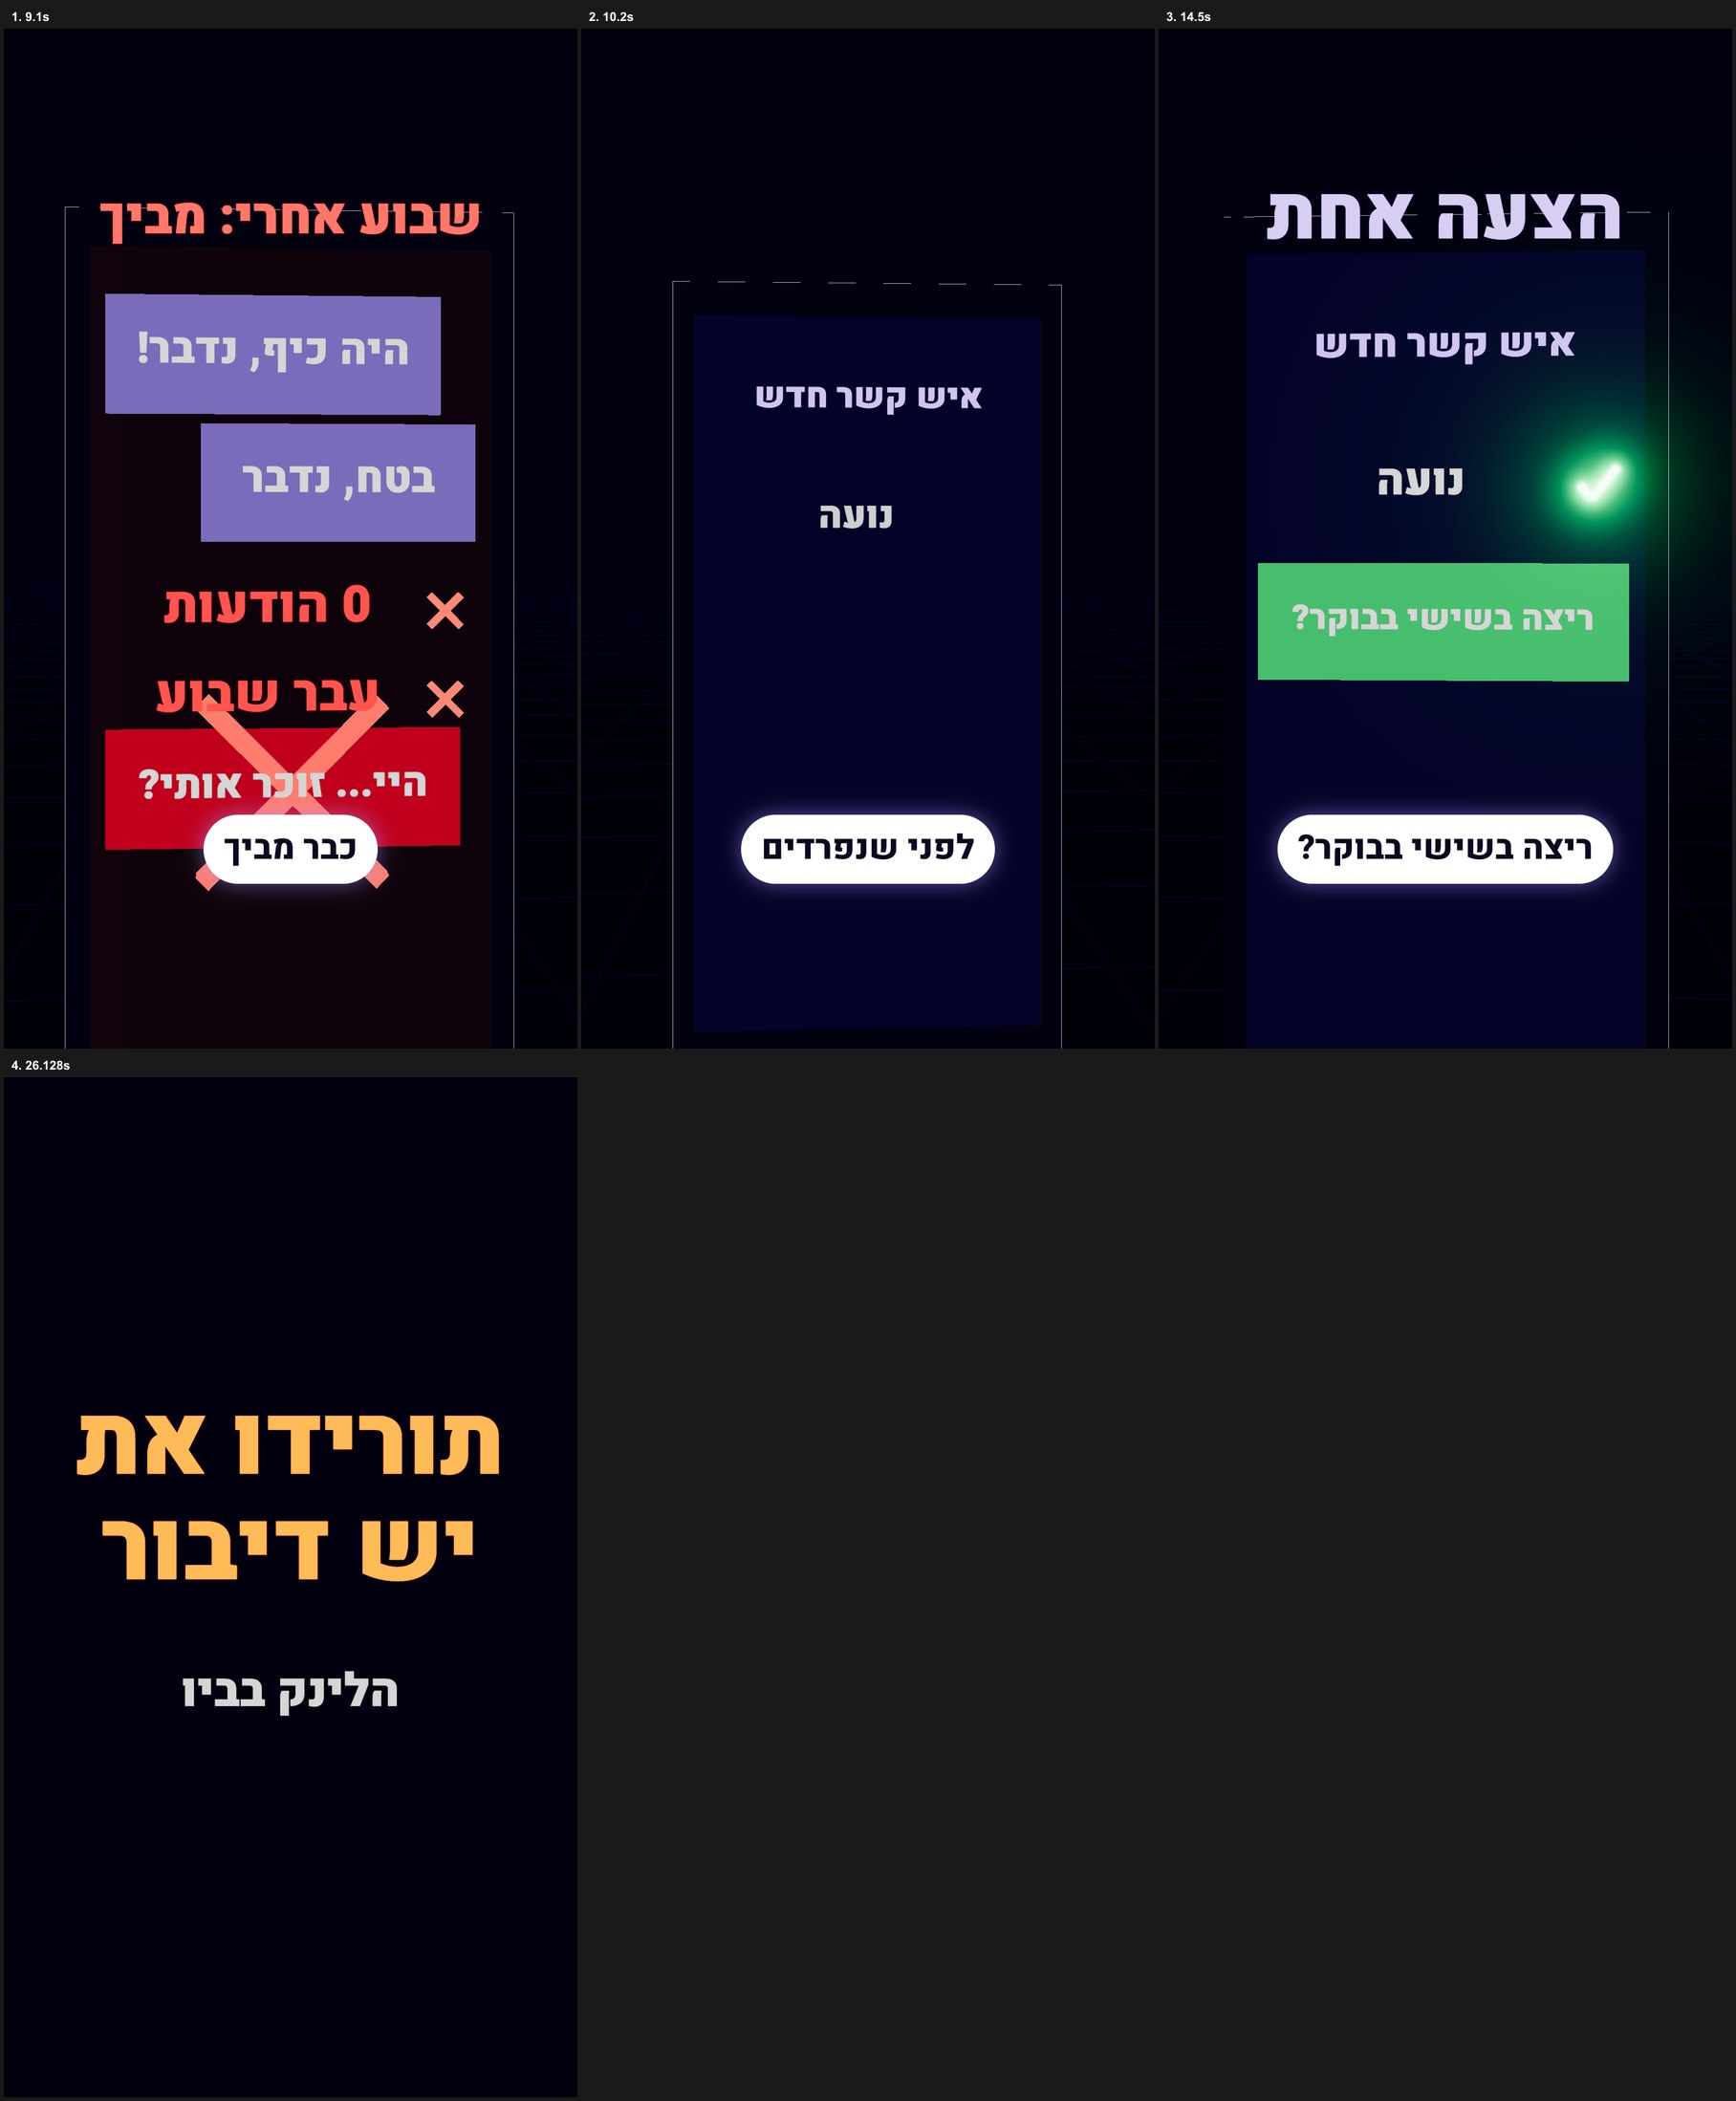 1. 9.1s
שבוע אחרי: מביך
היה כיף, נדבר!
בטח, נדבר
0 הודעות
עבר שבוע
היי... זוכר אותי?
כבר מביך
2. 10.2s
איש קשר חדש
נועה
לפני שנפרדים
3. 14.5s
הצעה אחת
איש קשר חדש
נועה
ריצה בשישי בבוקר?
ריצה בשישי בבוקר?
4. 26.128s
תורידו את
יש דיבור
הלינק בביו